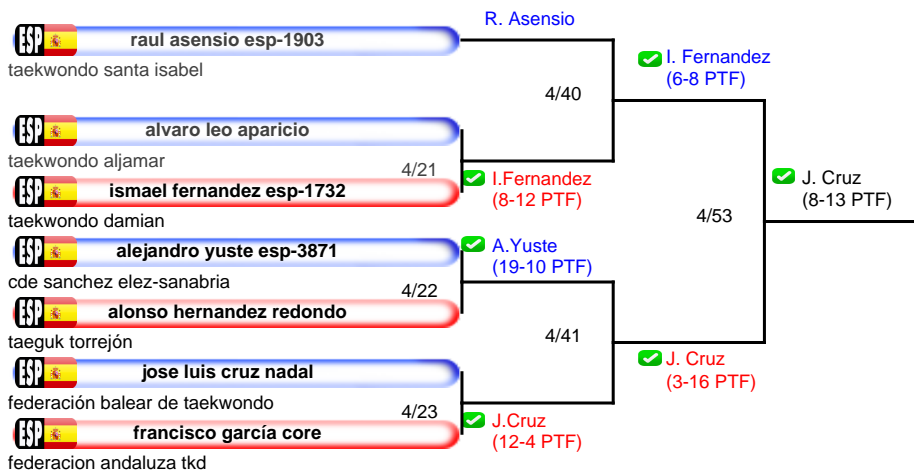 R. Asensio
ESP raul asensio esp-1903
taekwondo santa isabel
I. Fernandez
(6-8 PTF)
4/40
ESP alvaro leo aparicio
taekwondo aljamar
4/21
I.Fernandez
(8-12 PTF)
ESP ismael fernandez esp-1732
taekwondo damian
J. Cruz
(8-13 PTF)
4/53
ESP alejandro yuste esp-3871
cde sanchez elez-sanabria
A.Yuste
(19-10 PTF)
4/22
ESP alonso hernandez redondo
taeguk torrejón
4/41
J. Cruz
(3-16 PTF)
ESP jose luis cruz nadal
federación balear de taekwondo
4/23
J.Cruz
(12-4 PTF)
ESP francisco garcía core
federacion andaluza tkd